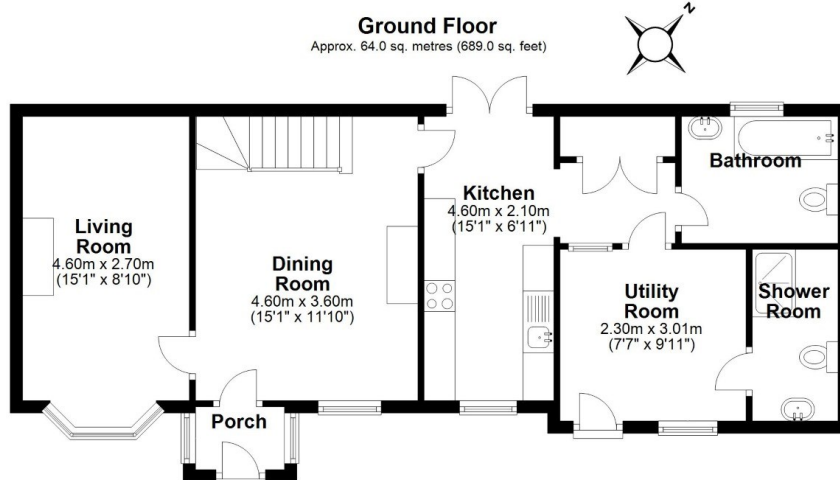 Ground Floor
Approx. 64.0 sq. metres (689.0 sq. feet)
N
Living
Room
4.60m x 2.70m
(15'1" x 8'10")
Dining
Room
4.60m x 3.60m
(15'1" x 11'10")
Kitchen
4.60m x 2.10m
(15'1" x 6'11")
Bathroom
Utility
Room
2.30m x 3.01m
(7'7" x 9'11")
Shower
Room
Porch